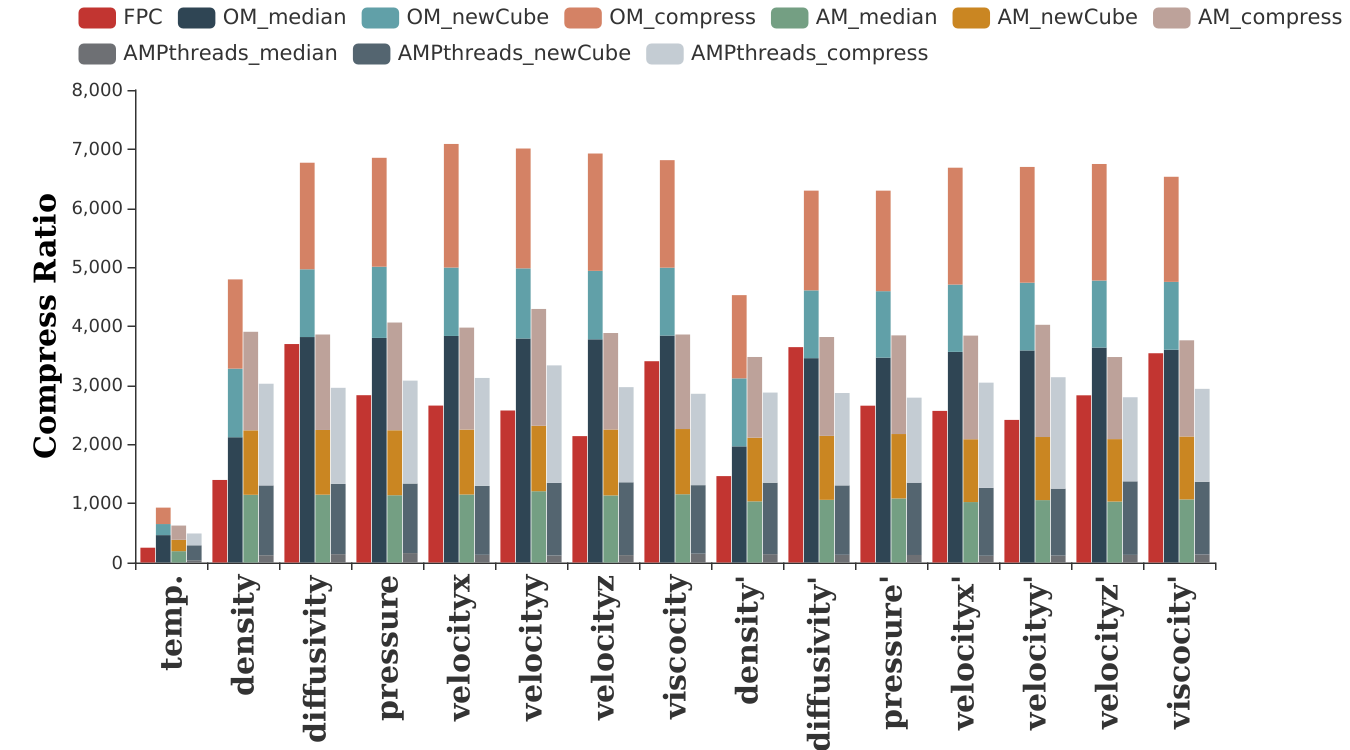 FPC OM_median OM_newCube OM_compress AM_median AM_newCube AM_compress
AMPthreads_median AMPthreads_newCube AMPthreads_compress
Compress Ratio
8,000
7,000
6,000
5,000
4,000
3,000
2,000
1,000
0
temp.
density
diffusivity
pressure
velocityx
velocityy
velocityz
viscocity
density'
diffusivity'
pressure'
velocityx'
velocityy'
velocityz'
viscocity'